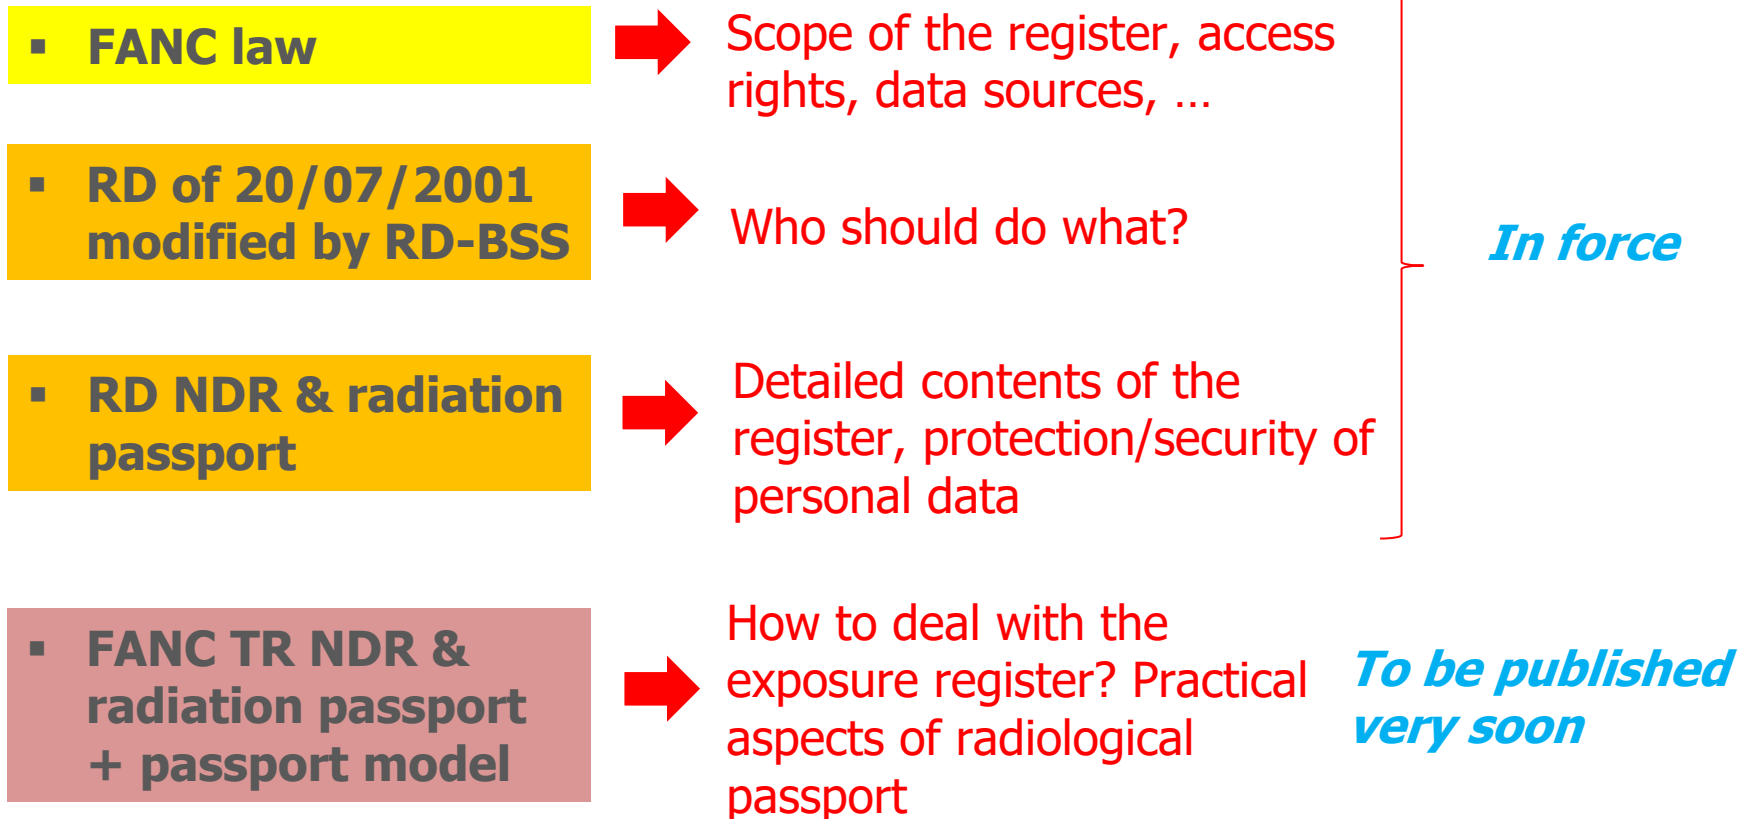 ▪ FANC law
Scope of the register, access
rights, data sources, …
▪ RD of 20/07/2001
modified by RD-BSS
Who should do what?
In force
▪ RD NDR & radiation
passport
Detailed contents of the
register, protection/security of
personal data
▪ FANC TR NDR &
radiation passport
+ passport model
How to deal with the
exposure register? Practical
aspects of radiological
passport
To be published
very soon